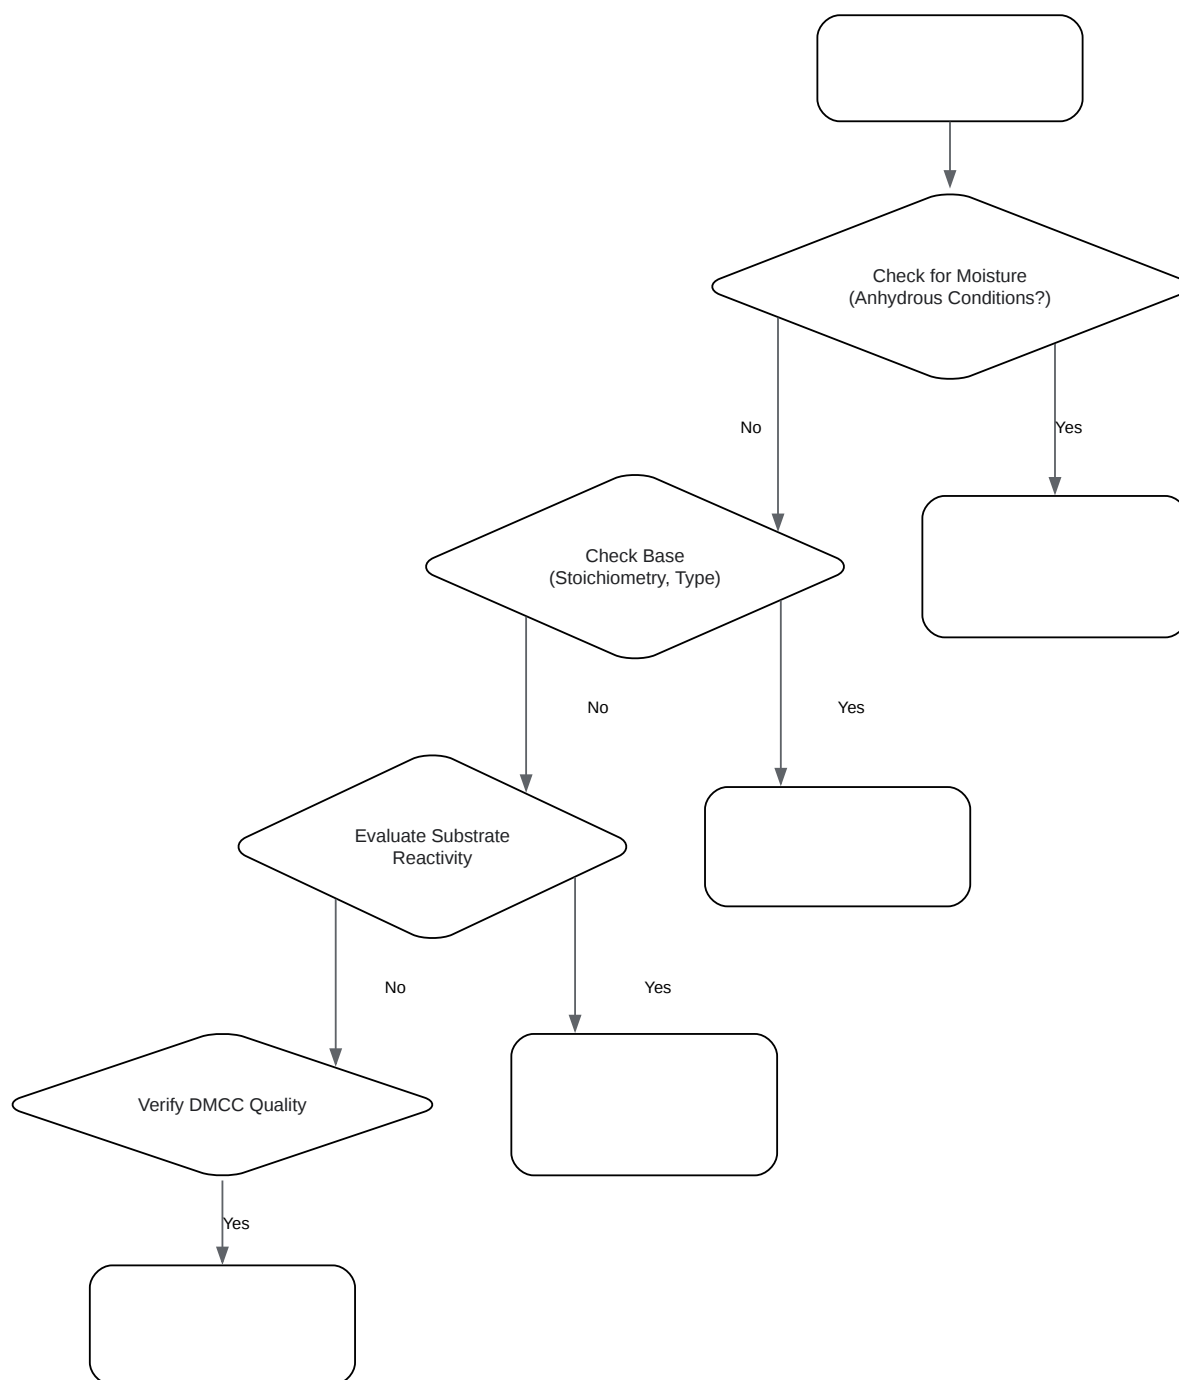 Check for Moisture
(Anhydrous Conditions?)
No
Yes
Check Base
(Stoichiometry, Type)
No
Yes
Evaluate Substrate
Reactivity
No
Yes
Verify DMCC Quality
Yes